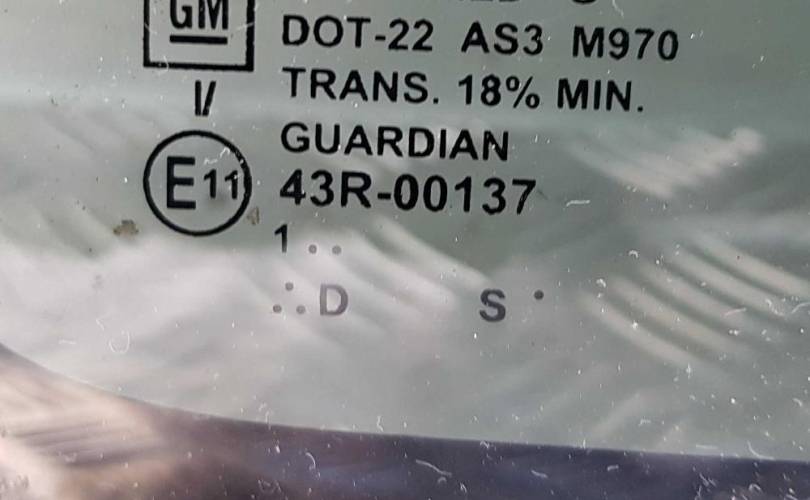 GM
DOT-22 AS3 M970
TRANS. 18% MIN.
V
GUARDIAN
E11 43R-00137
1..
∴D S·